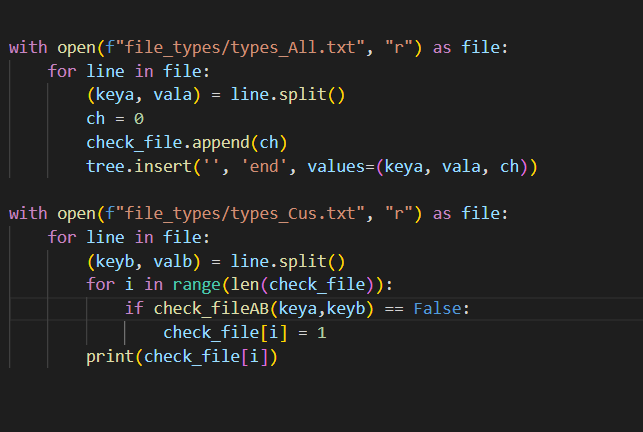 with open(f"file_types/types_All.txt", "r") as file:
    for line in file:
        (keya, vala) = line.split()
        ch = 0
        check_file.append(ch)
        tree.insert('', 'end', values=(keya, vala, ch))
with open(f"file_types/types_Cus.txt", "r") as file:
    for line in file:
        (keyb, valb) = line.split()
        for i in range(len(check_file)):
            if check_fileAB(keya,keyb) == False:
                check_file[i] = 1
        print(check_file[i])